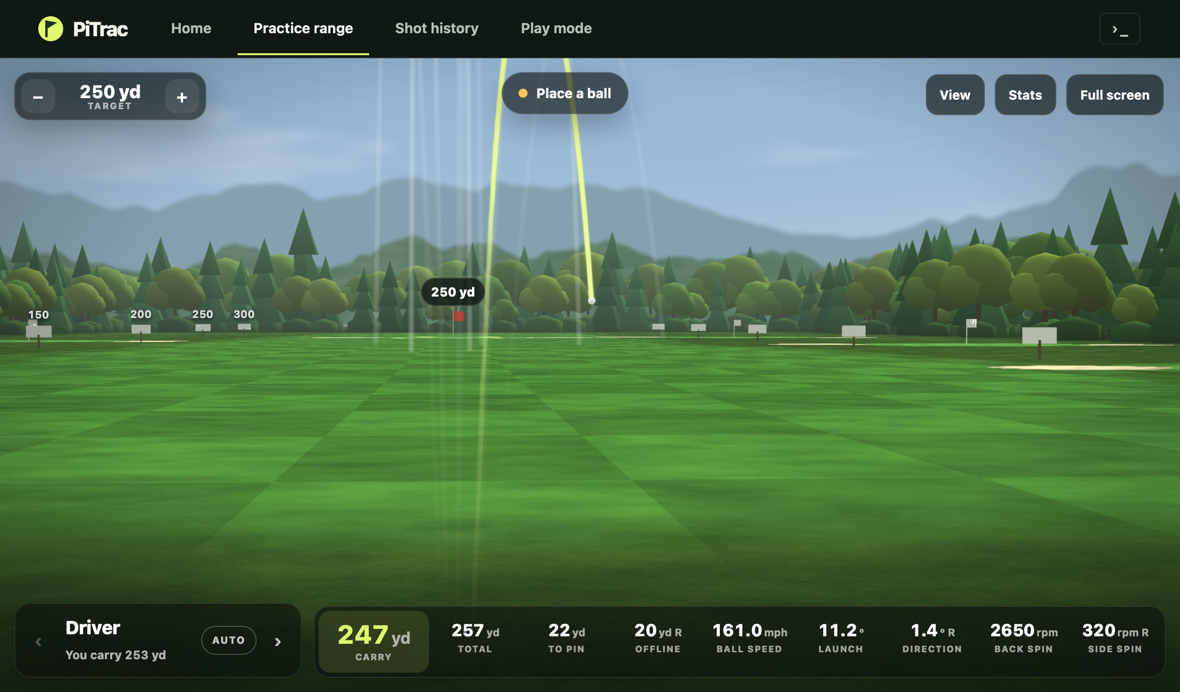 PiTrac
Home
Practice range
Shot history
Play mode
›_
− 250 yd +
TARGET
Place a ball
View
Stats
Full screen
250 yd
150
200
250
300
‹
Driver
You carry 253 yd
AUTO
›
247 yd
CARRY
257 yd
TOTAL
22 yd
TO PIN
20 yd R
OFFLINE
161.0 mph
BALL SPEED
11.2°
LAUNCH
1.4° R
DIRECTION
2650 rpm
BACK SPIN
320 rpm R
SIDE SPIN